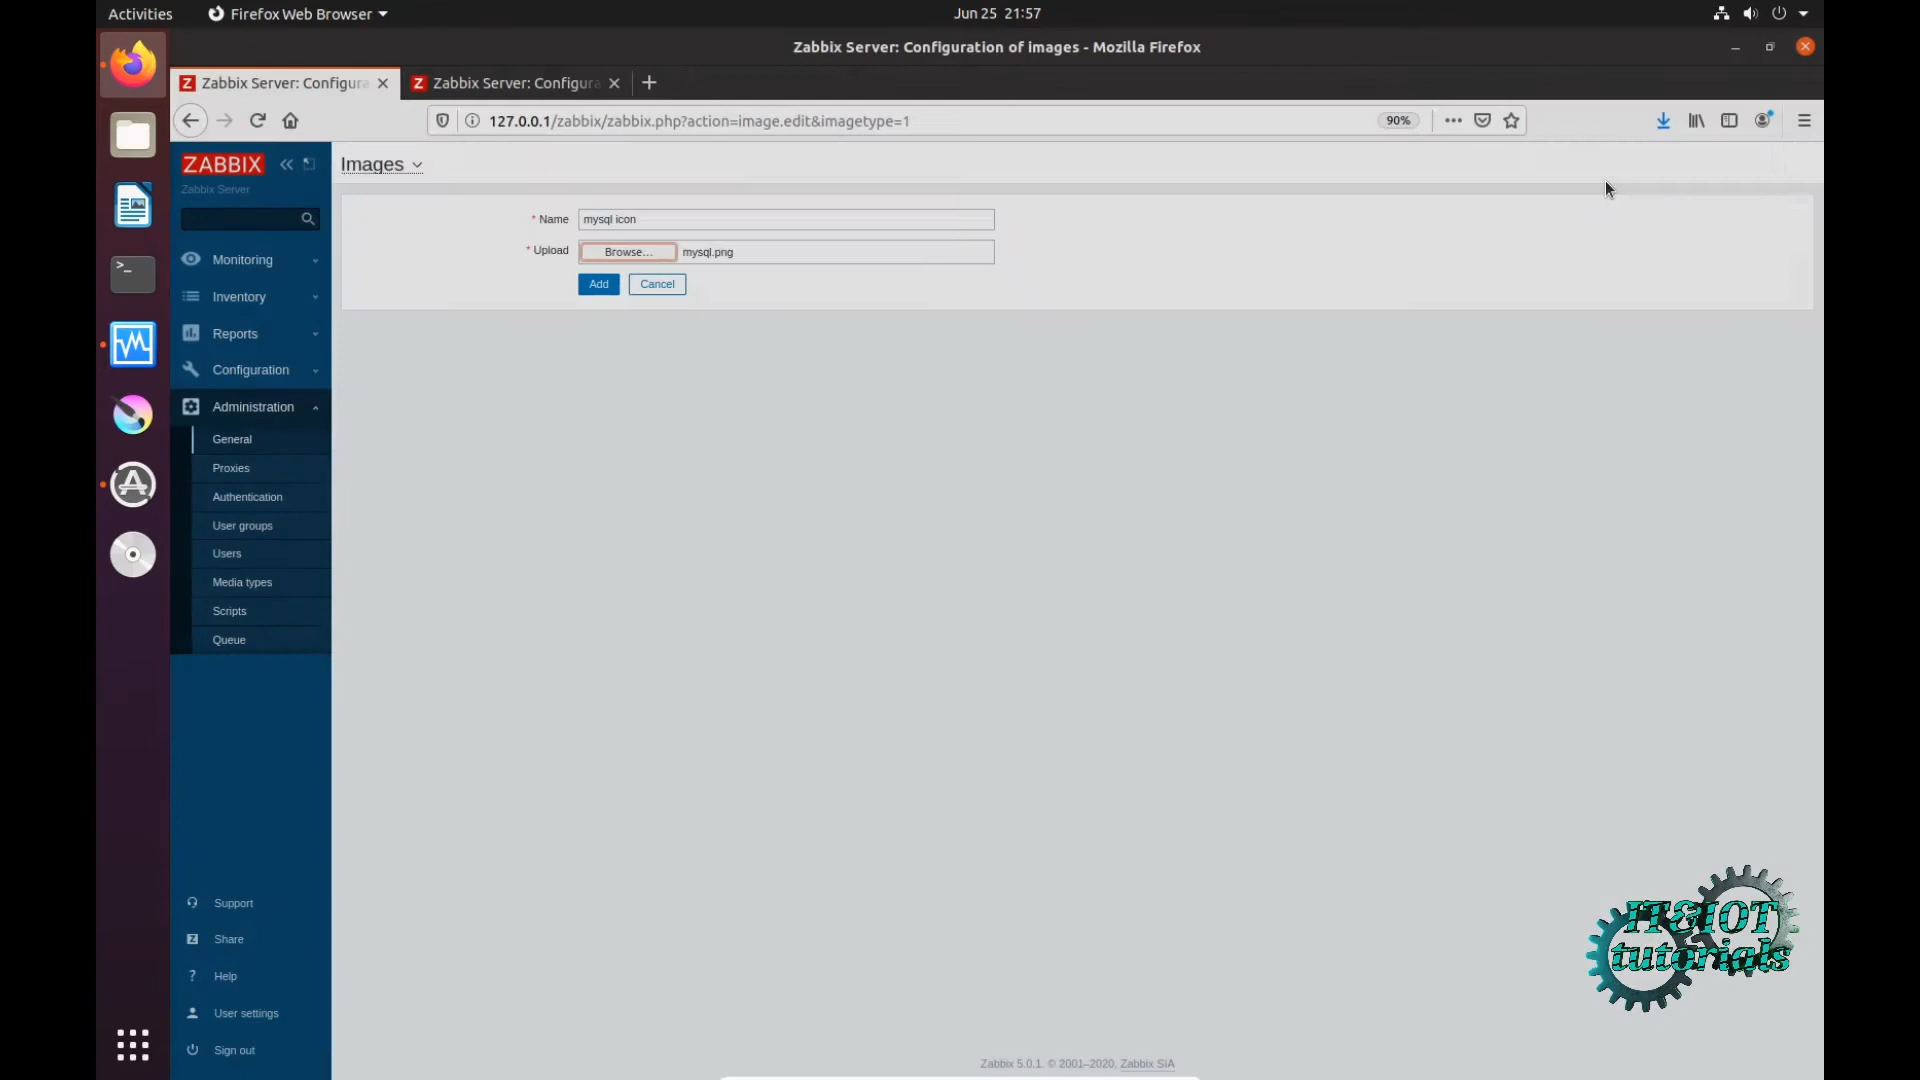 Activities
Firefox Web Browser
Jun 25 21:57
Zabbix Server: Configuration of images - Mozilla Firefox
Zabbix Server: Configura
Zabbix Server: Configura
127.0.0.1/zabbix/zabbix.php?action=image.edit&imagetype=1
90%
ZABBIX
Zabbix Server
Images
* Name
mysql icon
* Upload
Browse...
mysql.png
Add
Cancel
Monitoring
Inventory
Reports
Configuration
Administration
General
Proxies
Authentication
User groups
Users
Media types
Scripts
Queue
Support
Share
Help
User settings
Sign out
IT&IOT
tutorials
Zabbix 5.0.1. © 2001–2020, Zabbix SIA